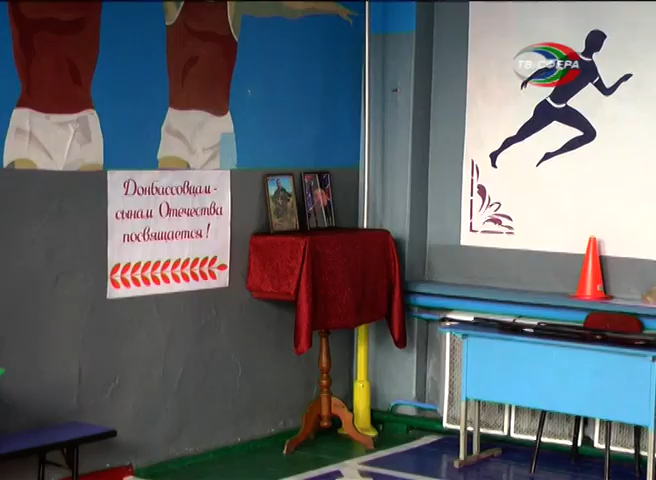 ТВ-СФЕРА
Донбассовцам -
сынам Отечества
посвящается!